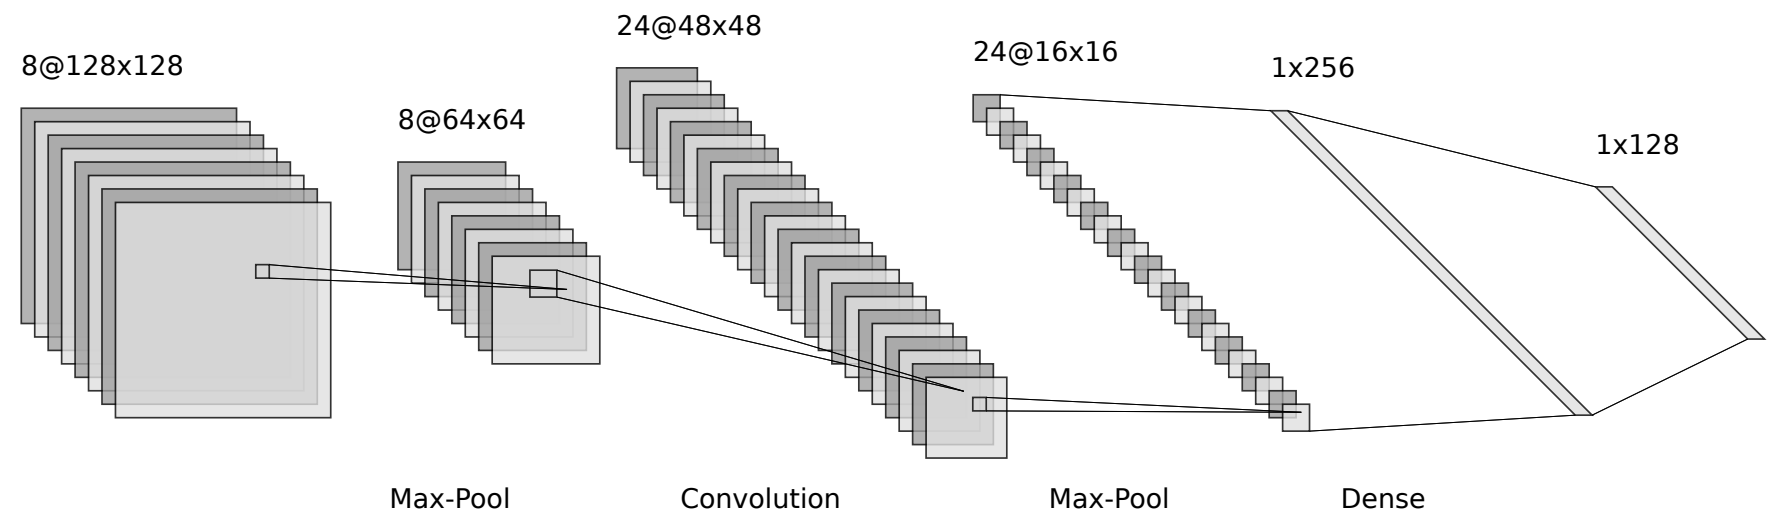 8@128x128
8@64x64
24@48x48
24@16x16
1x256
1x128
Max-Pool
Convolution
Max-Pool
Dense